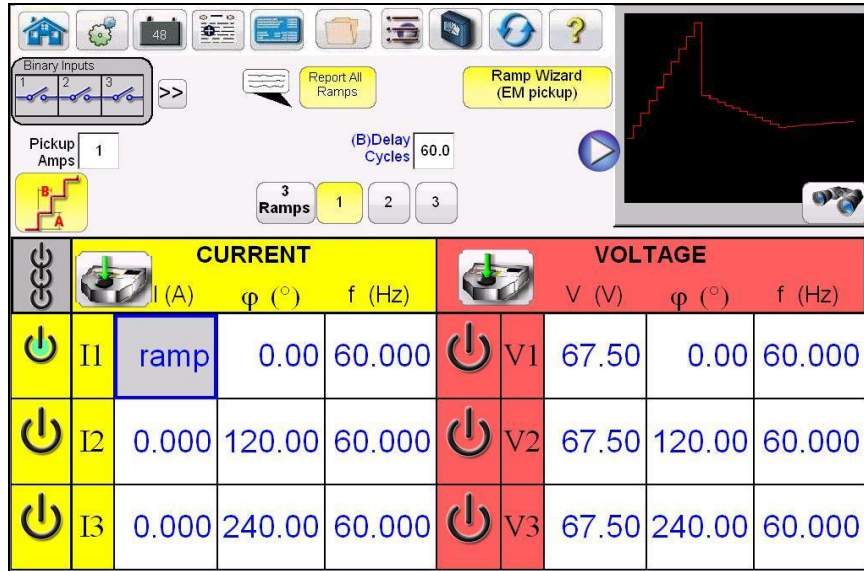 48
?
Binary Inputs
1 2 3
>>
Report All
Ramps
Ramp Wizard
(EM pickup)
Pickup
Amps
1
(B)Delay
Cycles
60.0
B
A
3
Ramps
1
2
3
CURRENT
I (A) φ (°) f (Hz)
VOLTAGE
V (V) φ (°) f (Hz)
I1 ramp 0.00 60.000 V1 67.50 0.00 60.000
I2 0.000 120.00 60.000 V2 67.50 120.00 60.000
I3 0.000 240.00 60.000 V3 67.50 240.00 60.000